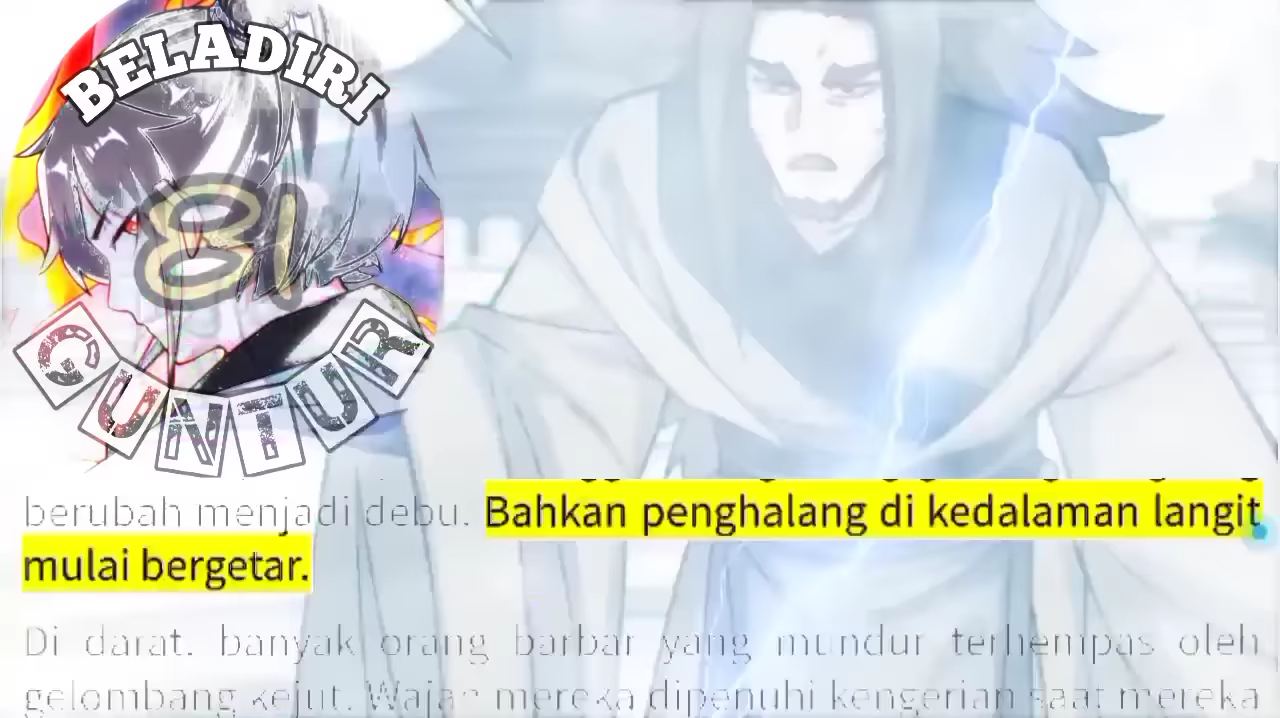 BELADIRI
81
GUNTUR
berubah menjadi debu. Bahkan penghalang di kedalaman langit
mulai bergetar.
Di darat, banyak orang barbar yang mundur terhempas oleh
gelombang kejut. Wajah mereka dipenuhi kengerian saat mereka